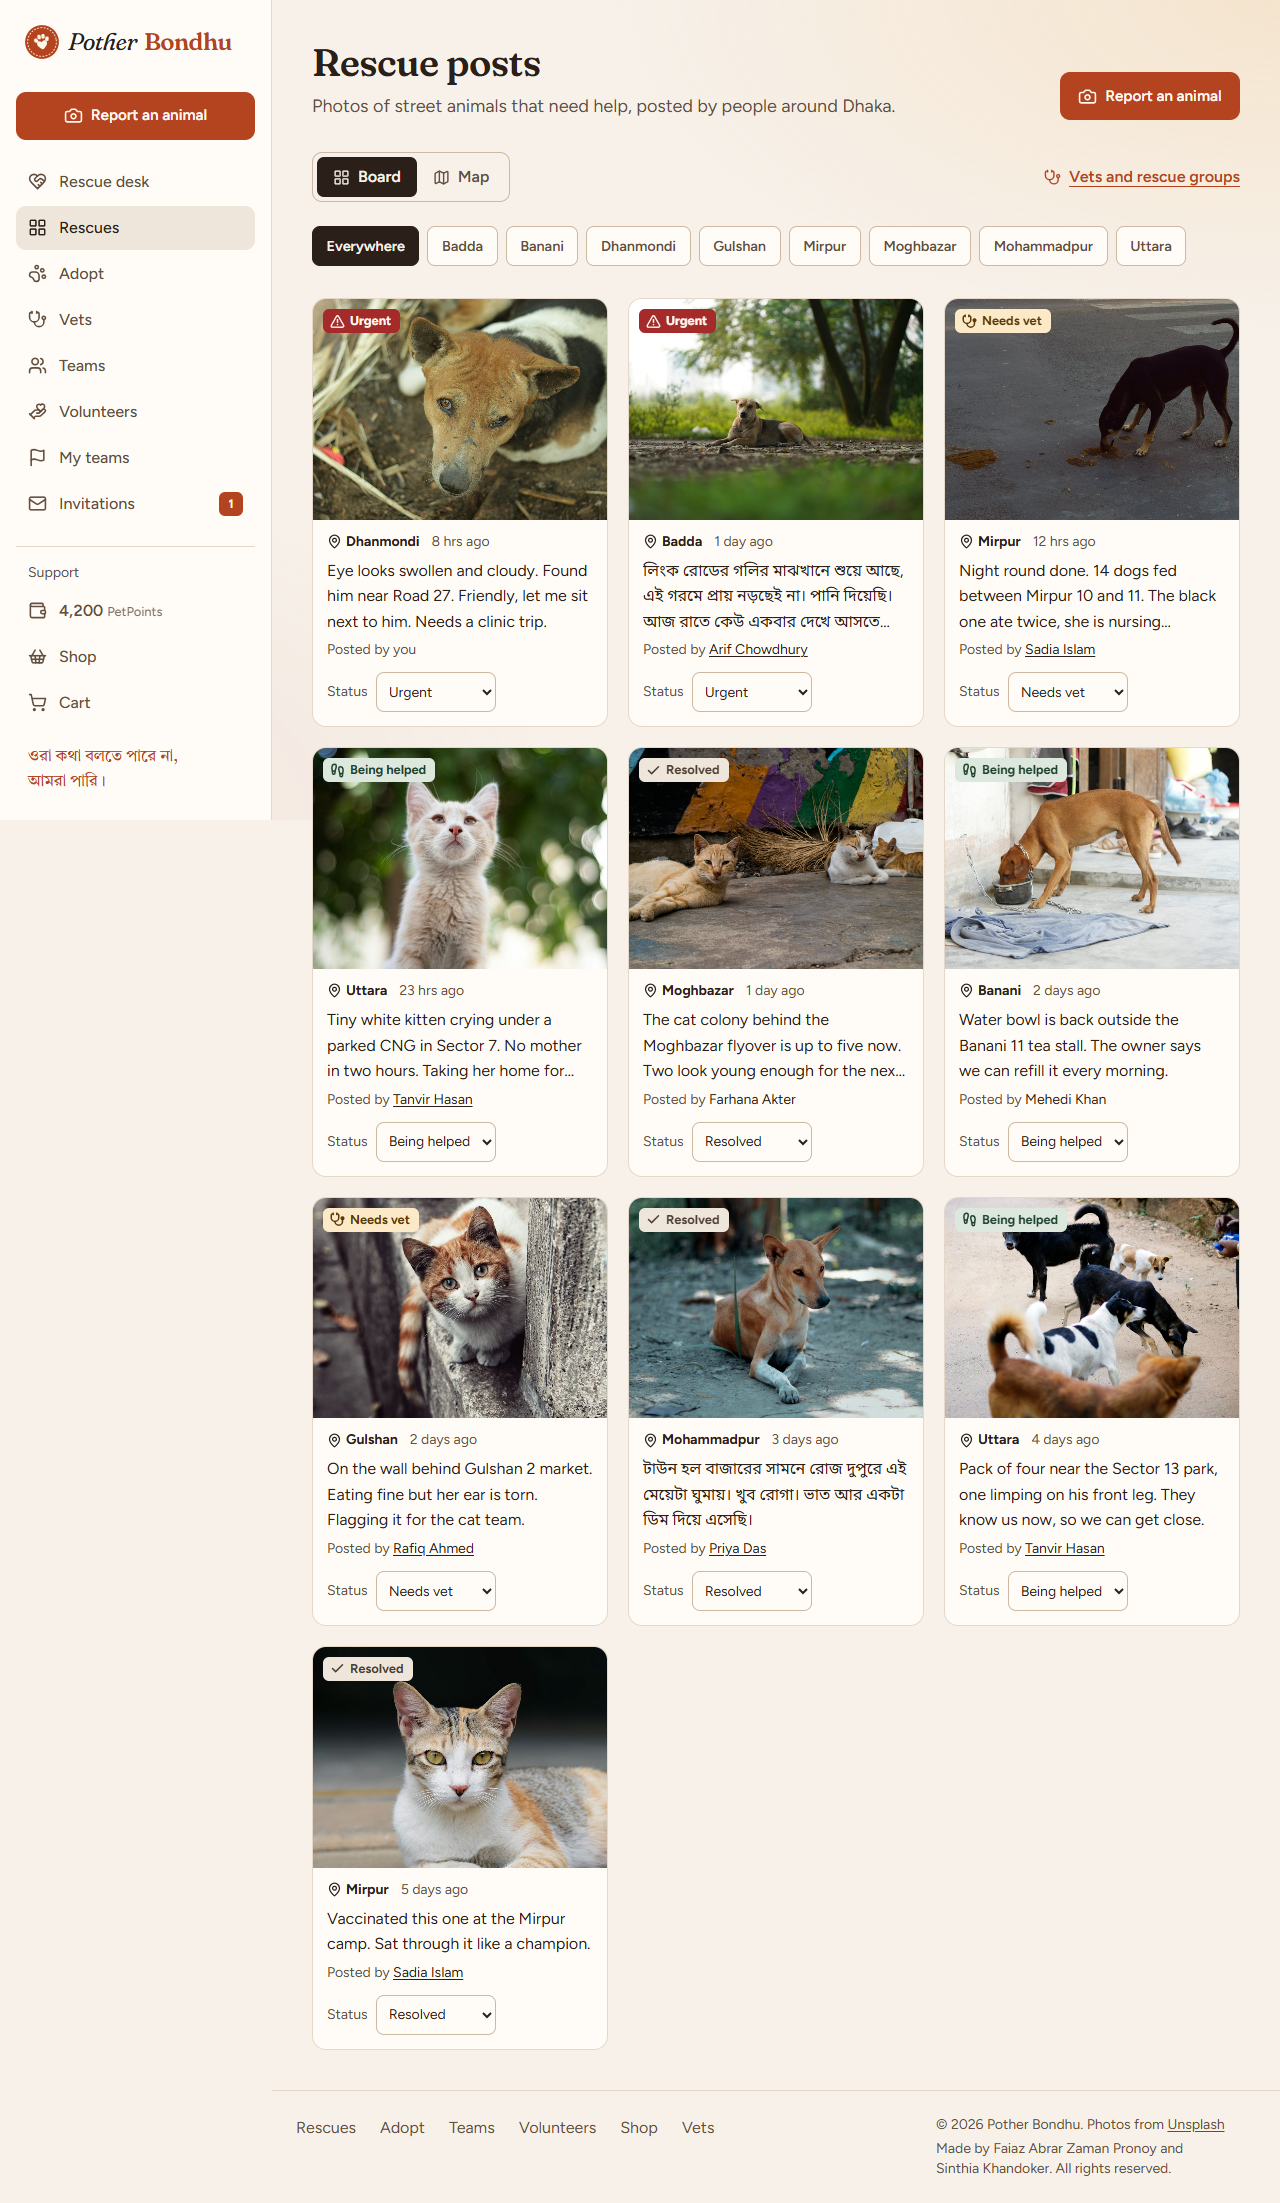 Pother Bondhu
Report an animal
Rescue desk
Rescues
Adopt
Vets
Teams
Volunteers
My teams
Invitations 1
Support
4,200 PetPoints
Shop
Cart
ওরা কথা বলতে পারে না,
আমরা পারি।
Rescue posts
Photos of street animals that need help, posted by people around Dhaka.
Report an animal
Board Map
Vets and rescue groups
Everywhere Badda Banani Dhanmondi Gulshan Mirpur Moghbazar Mohammadpur Uttara
Urgent
Dhanmondi 8 hrs ago
Eye looks swollen and cloudy. Found
him near Road 27. Friendly, let me sit
next to him. Needs a clinic trip.
Posted by you
Status Urgent
Urgent
Badda 1 day ago
লিংক রোডের গলির মাঝখানে শুয়ে আছে,
এই গরমে প্রায় নড়ছেই না। পানি দিয়েছি।
আজ রাতে কেউ একবার দেখে আসতে…
Posted by Arif Chowdhury
Status Urgent
Needs vet
Mirpur 12 hrs ago
Night round done. 14 dogs fed
between Mirpur 10 and 11. The black
one ate twice, she is nursing…
Posted by Sadia Islam
Status Needs vet
Being helped
Uttara 23 hrs ago
Tiny white kitten crying under a
parked CNG in Sector 7. No mother
in two hours. Taking her home for…
Posted by Tanvir Hasan
Status Being helped
Resolved
Moghbazar 1 day ago
The cat colony behind the
Moghbazar flyover is up to five now.
Two look young enough for the nex…
Posted by Farhana Akter
Status Resolved
Being helped
Banani 2 days ago
Water bowl is back outside the
Banani 11 tea stall. The owner says
we can refill it every morning.
Posted by Mehedi Khan
Status Being helped
Needs vet
Gulshan 2 days ago
On the wall behind Gulshan 2 market.
Eating fine but her ear is torn.
Flagging it for the cat team.
Posted by Rafiq Ahmed
Status Needs vet
Resolved
Mohammadpur 3 days ago
টাউন হল বাজারের সামনে রোজ দুপুরে এই
মেয়েটা ঘুমায়। খুব রোগা। ভাত আর একটা
ডিম দিয়ে এসেছি।
Posted by Priya Das
Status Resolved
Being helped
Uttara 4 days ago
Pack of four near the Sector 13 park,
one limping on his front leg. They
know us now, so we can get close.
Posted by Tanvir Hasan
Status Being helped
Resolved
Mirpur 5 days ago
Vaccinated this one at the Mirpur
camp. Sat through it like a champion.
Posted by Sadia Islam
Status Resolved
Rescues Adopt Teams Volunteers Shop Vets
© 2026 Pother Bondhu. Photos from Unsplash
Made by Faiaz Abrar Zaman Pronoy and
Sinthia Khandoker. All rights reserved.